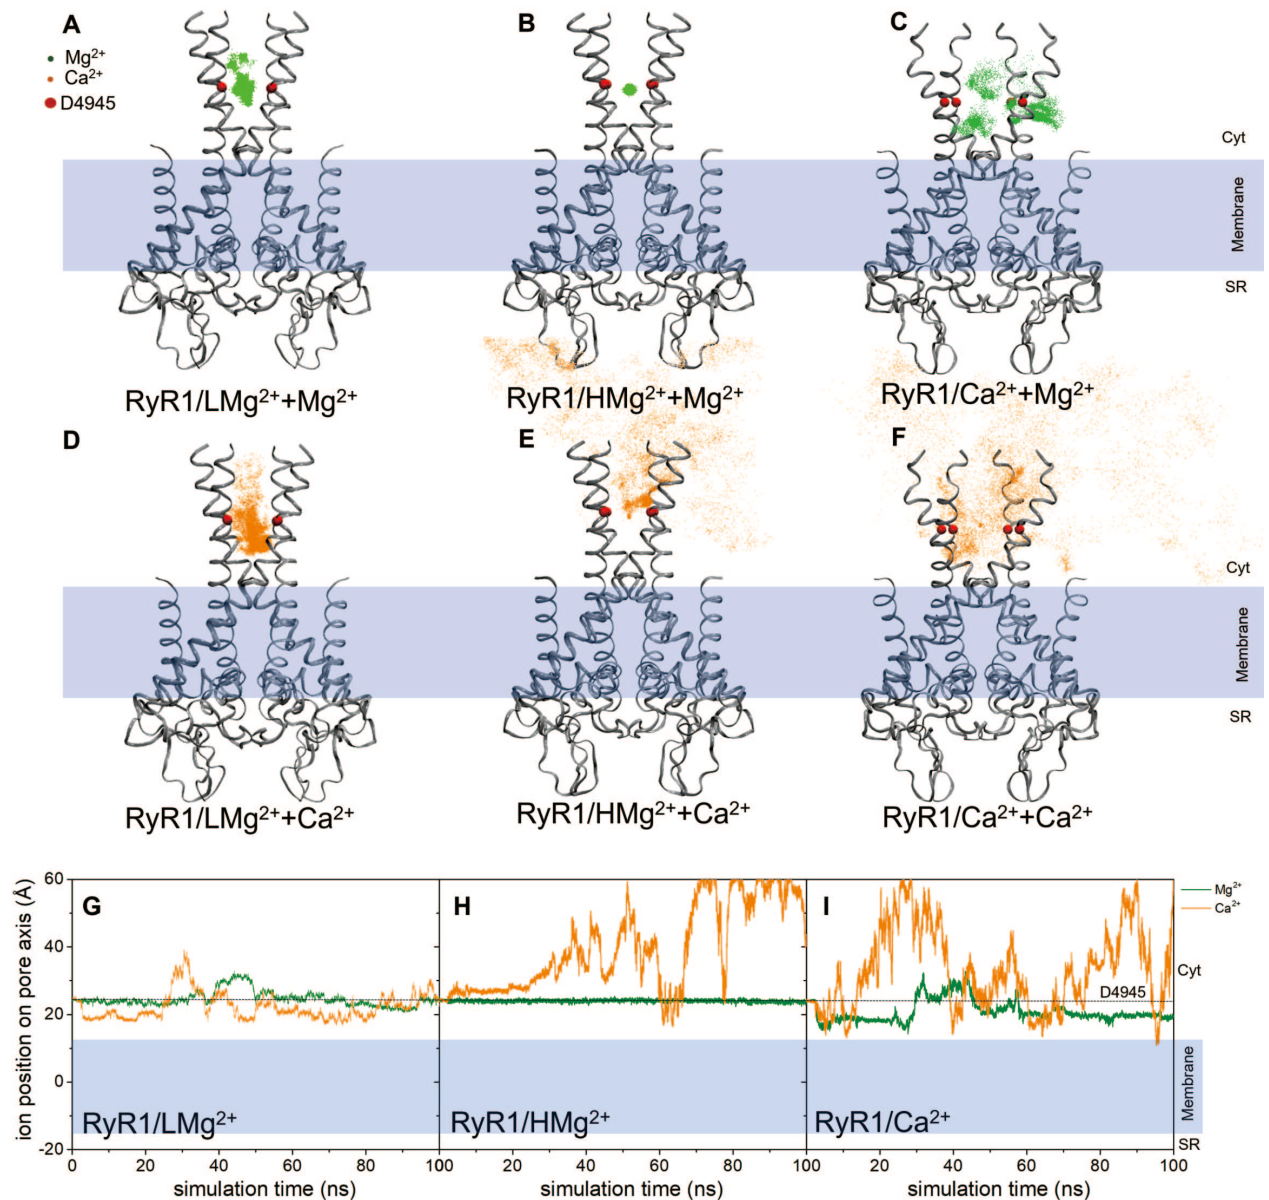 A
B
C
Mg²⁺
Ca²⁺
D4945
Cyt
Membrane
SR
RyR1/LMg²⁺+Mg²⁺
RyR1/HMg²⁺+Mg²⁺
RyR1/Ca²⁺+Mg²⁺
D
E
F
Cyt
Membrane
SR
RyR1/LMg²⁺+Ca²⁺
RyR1/HMg²⁺+Ca²⁺
RyR1/Ca²⁺+Ca²⁺
ion position on pore axis (Å)
60
40
20
0
-20
G
H
I
Mg²⁺
Ca²⁺
Cyt
D4945
Membrane
SR
RyR1/LMg²⁺
RyR1/HMg²⁺
RyR1/Ca²⁺
0 20 40 60 80 100 20 40 60 80 100 20 40 60 80 100
simulation time (ns) simulation time (ns) simulation time (ns)